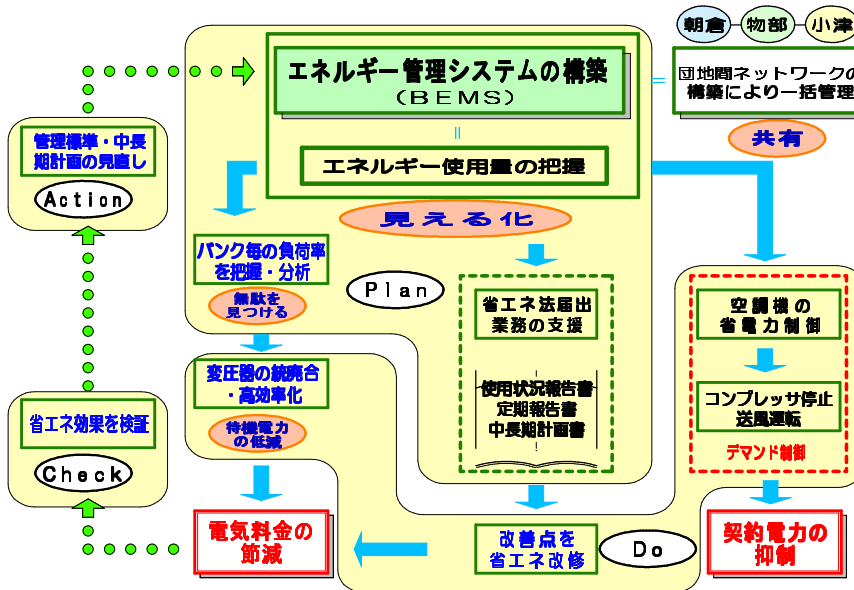 朝倉 物部 小津
エネルギー管理システムの構築
(BEMS)
団地間ネットワークの
構築により一括管理
共有
管理標準・中長
期計画の見直し
Action
エネルギー使用量の把握
見える化
バンク毎の負荷率
を把握・分析
無駄を
見つける
Plan
省エネ法届出
業務の支援
空調機の
省電力制御
変圧器の統廃合
・高効率化
待機電力
の低減
使用状況報告書
定期報告書
中長期計画書
コンプレッサ停止
送風運転
デマンド制御
省エネ効果を検証
Check
電気料金の
節減
改善点を
省エネ改修
Do
契約電力の
抑制